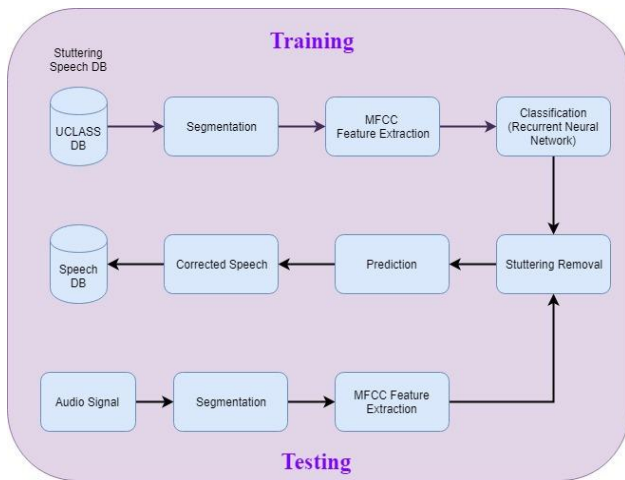 Training
Stuttering
Speech DB
UCLASS
DB
Segmentation
MFCC
Feature Extraction
Classification
(Recurrent Neural
Network)
Speech
DB
Corrected Speech
Prediction
Stuttering Removal
Audio Signal
Segmentation
MFCC Feature
Extraction
Testing